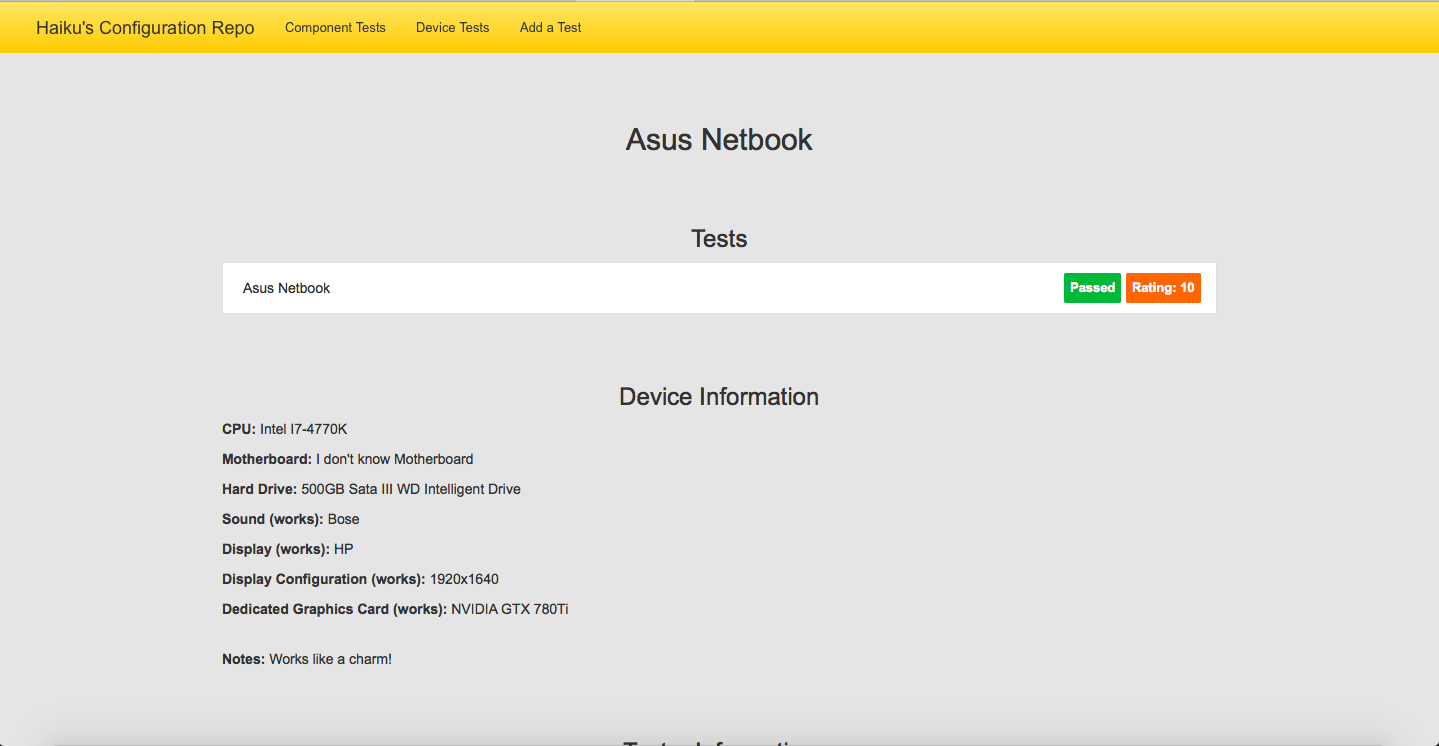 Haiku's Configuration Repo Component Tests Device Tests Add a Test
Asus Netbook
Tests
Asus Netbook Passed Rating: 10
Device Information
CPU: Intel I7-4770K
Motherboard: I don't know Motherboard
Hard Drive: 500GB Sata III WD Intelligent Drive
Sound (works): Bose
Display (works): HP
Display Configuration (works): 1920x1640
Dedicated Graphics Card (works): NVIDIA GTX 780Ti
Notes: Works like a charm!